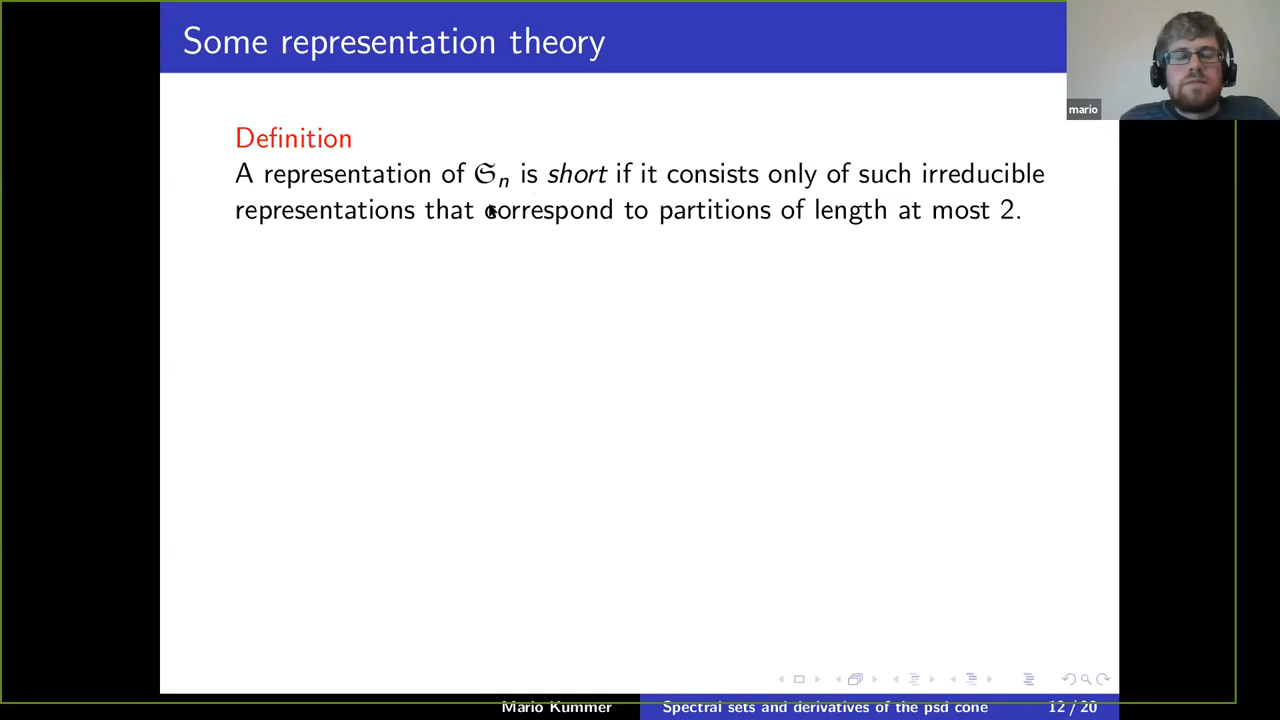 Some representation theory
mario
Definition
A representation of 𝔖n is short if it consists only of such irreducible
representations that correspond to partitions of length at most 2.
Mario Kummer
Spectral sets and derivatives of the psd cone
12 / 20